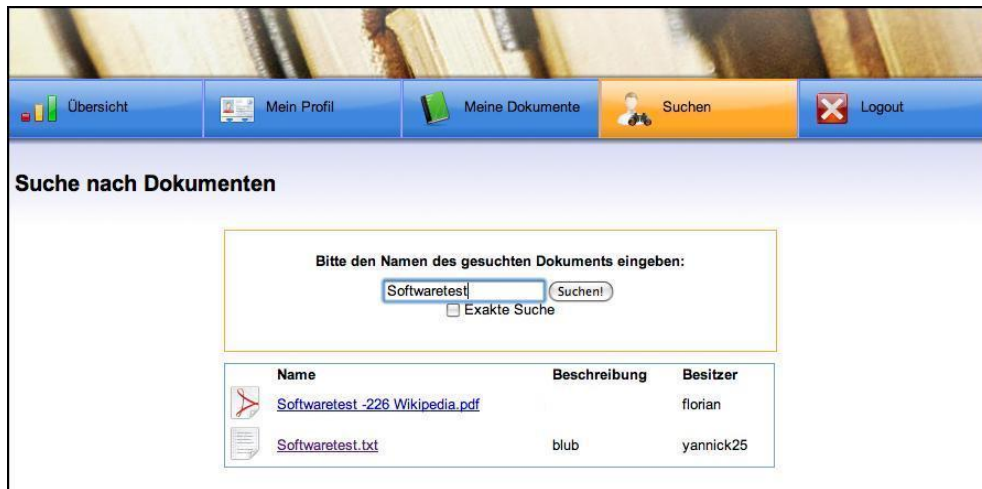 Übersicht Mein Profil Meine Dokumente Suchen Logout
Suche nach Dokumenten
Bitte den Namen des gesuchten Dokuments eingeben:
Softwaretest Suchen!
Exakte Suche
Name Beschreibung Besitzer
Softwaretest -226 Wikipedia.pdf florian
Softwaretest.txt blub yannick25